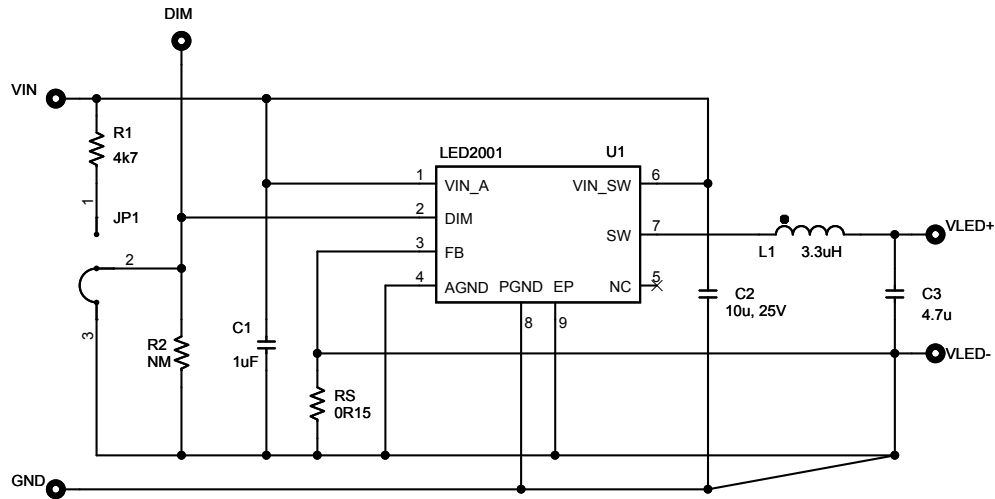 DIM
VIN
R1
4k7
LED2001
U1
1
VIN_A
VIN_SW
6
1
JP1
2
DIM
SW
7
VLED+
3
FB
L1
3.3uH
2
4
AGND
PGND
EP
NC
5
C2
10u, 25V
C3
4.7u
8
9
3
R2
NM
C1
1uF
VLED-
RS
0R15
GND